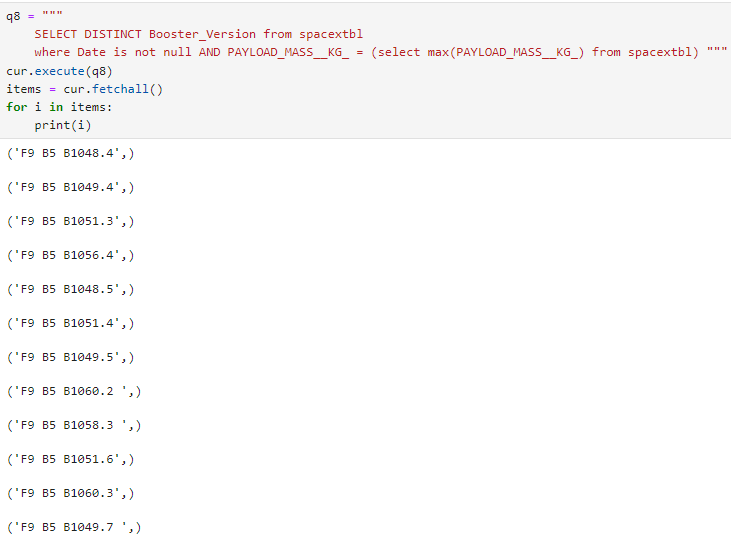 q8 = """
    SELECT DISTINCT Booster_Version from spacextbl
    where Date is not null AND PAYLOAD_MASS__KG_ = (select max(PAYLOAD_MASS__KG_) from spacextbl) """
cur.execute(q8)
items = cur.fetchall()
for i in items:
    print(i)
('F9 B5 B1048.4',)
('F9 B5 B1049.4',)
('F9 B5 B1051.3',)
('F9 B5 B1056.4',)
('F9 B5 B1048.5',)
('F9 B5 B1051.4',)
('F9 B5 B1049.5',)
('F9 B5 B1060.2 ',)
('F9 B5 B1058.3 ',)
('F9 B5 B1051.6',)
('F9 B5 B1060.3',)
('F9 B5 B1049.7 ',)